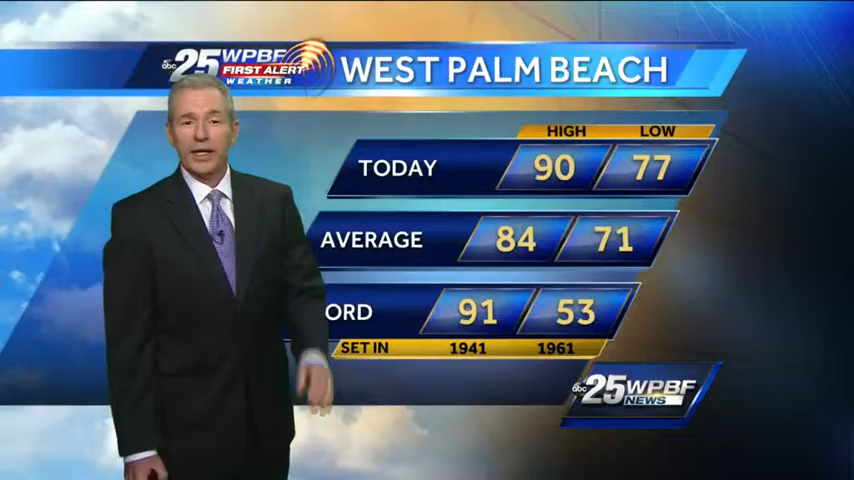 abc 25 WPBF
FIRST ALERT
WEATHER
WEST PALM BEACH
HIGH LOW
TODAY 90 77
AVERAGE 84 71
ORD 91 53
SET IN 1941 1961
abc 25 WPBF
NEWS